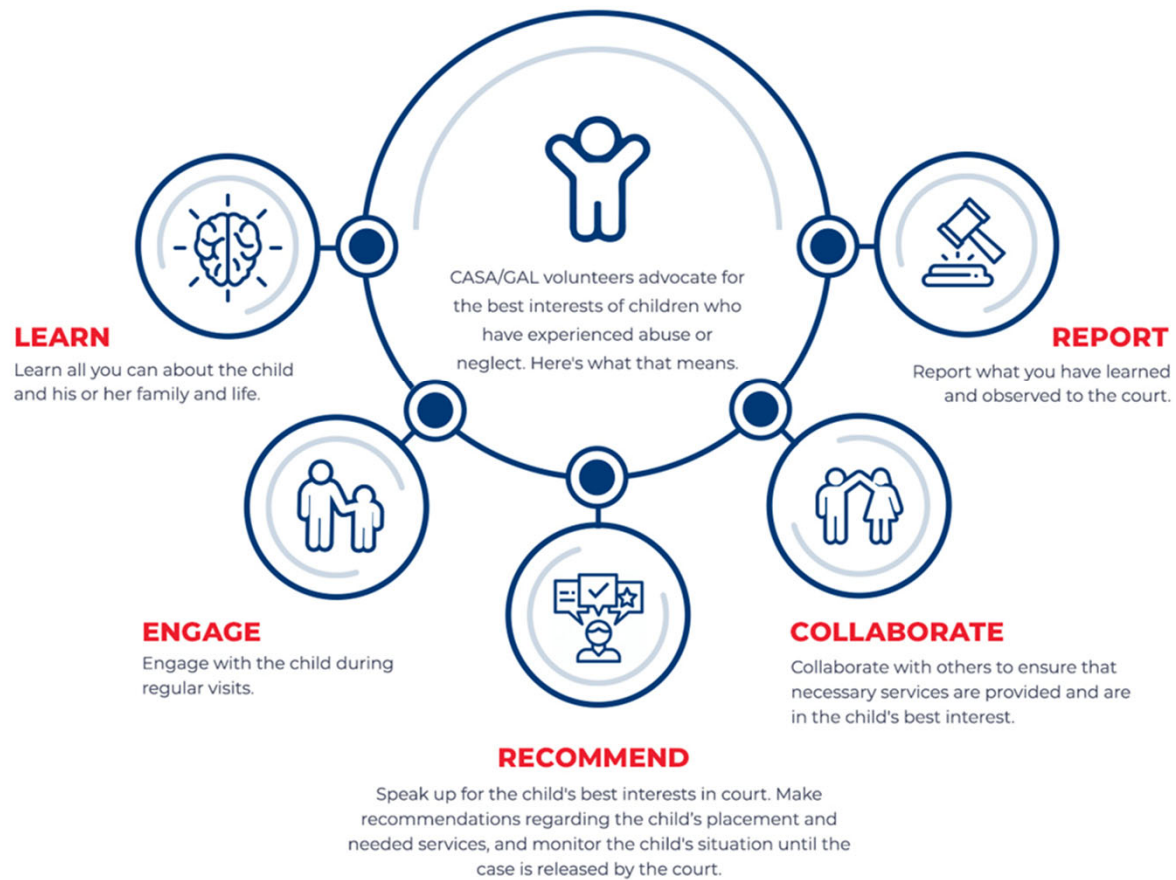 CASA/GAL volunteers advocate for
the best interests of children who
have experienced abuse or
neglect. Here's what that means.
LEARN
Learn all you can about the child
and his or her family and life.
ENGAGE
Engage with the child during
regular visits.
RECOMMEND
Speak up for the child's best interests in court. Make
recommendations regarding the child’s placement and
needed services, and monitor the child's situation until the
case is released by the court.
COLLABORATE
Collaborate with others to ensure that
necessary services are provided and are
in the child's best interest.
REPORT
Report what you have learned
and observed to the court.